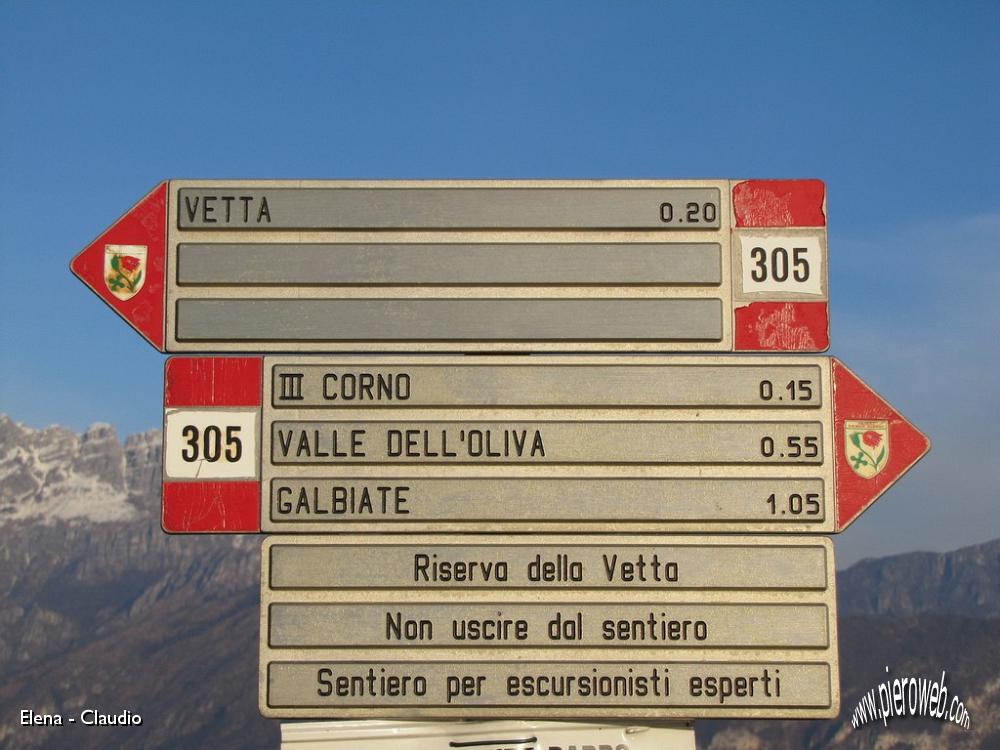 VETTA 0.20
305
305
III CORNO 0.15
VALLE DELL'OLIVA 0.55
GALBIATE 1.05
Riserva della Vetta
Non uscire dal sentiero
Sentiero per escursionisti esperti
Elena - Claudio
www.pieroweb.com